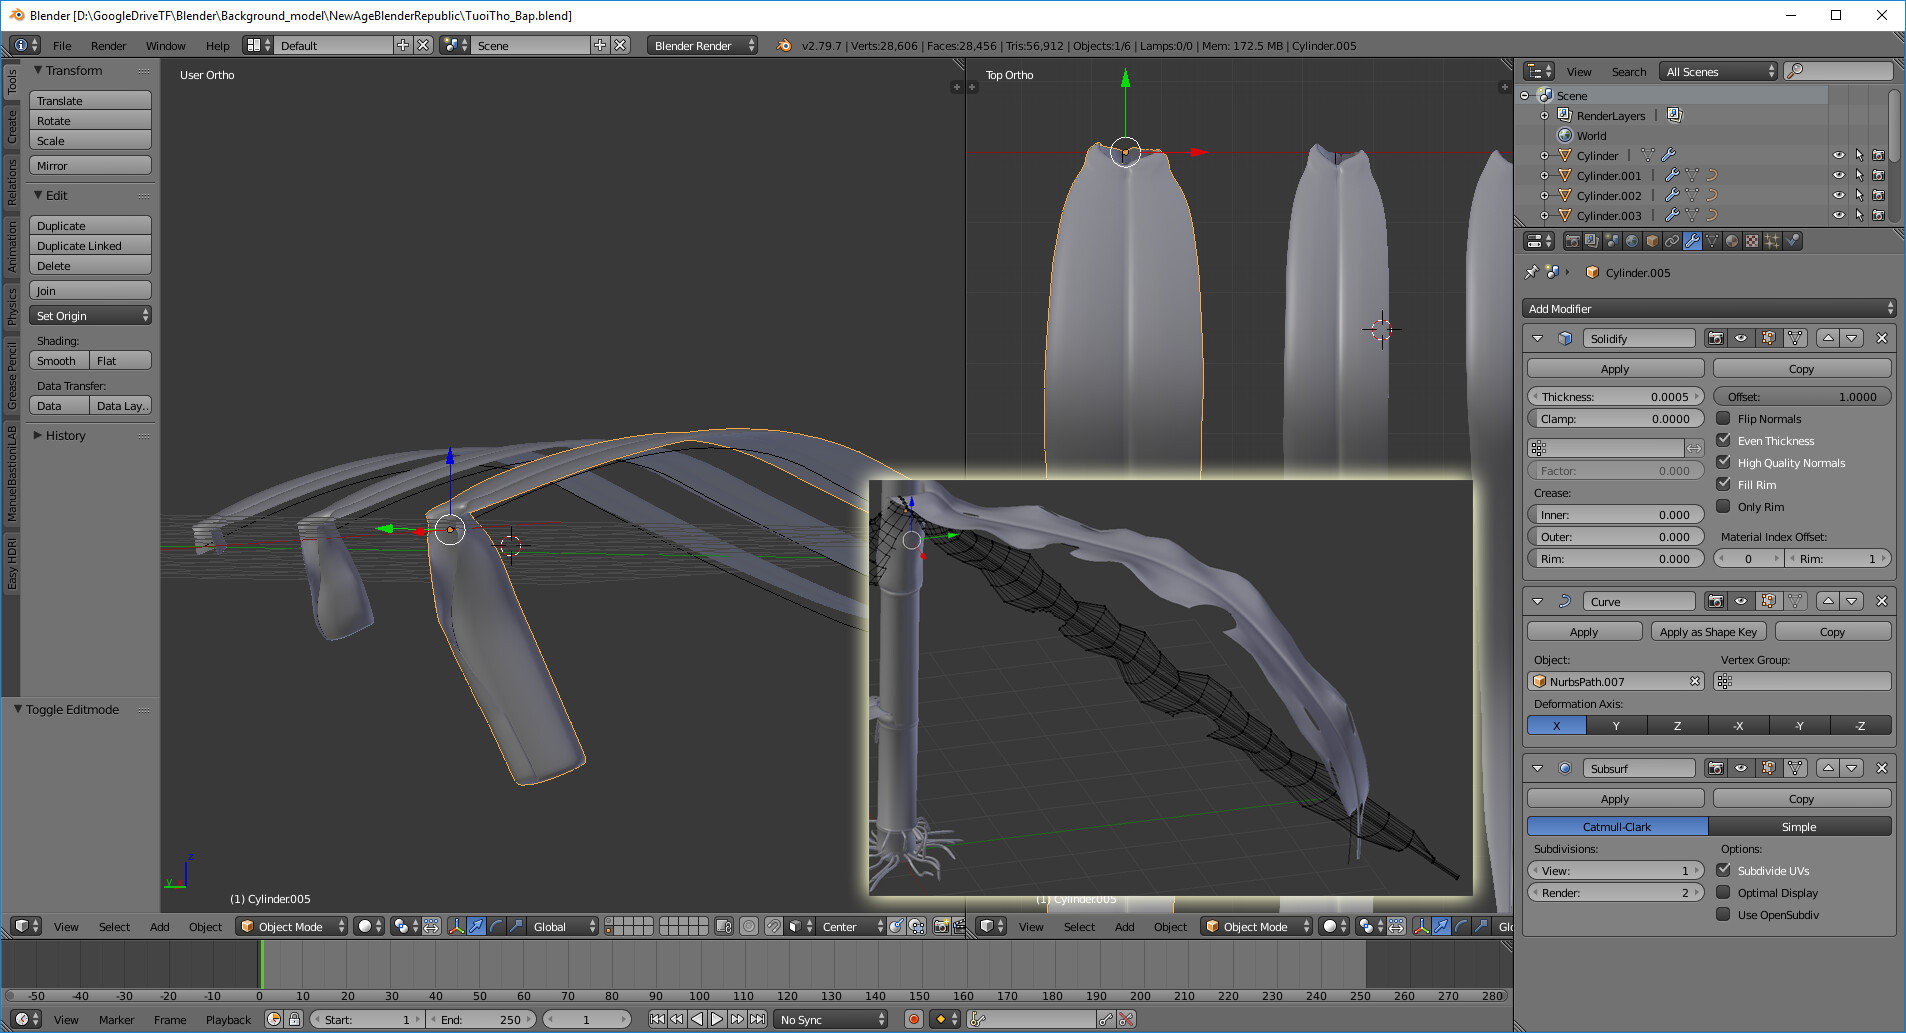 Blender [D:\GoogleDriveTF\Blender\Background_model\NewAgeBlenderRepublic\TuoiTho_Bap.blend]
File Render Window Help Default Scene Blender Render v2.79.7 | Verts:28,606 | Faces:28,456 | Tris:56,912 | Objects:1/6 | Lamps:0/0 | Mem: 172.5 MB | Cylinder.005
Tools
Create
Relations
Animation
Physics
Grease Pencil
ManuelBastioniLAB
Easy HDRI
Transform
Translate
Rotate
Scale
Mirror
Edit
Duplicate
Duplicate Linked
Delete
Join
Set Origin
Shading:
Smooth Flat
Data Transfer:
Data Data Lay..
History
Toggle Editmode
User Ortho
z
y
(1) Cylinder.005
Top Ortho
(1) Cylinder.005
View Select Add Object Object Mode Global Center
View Select Add Object Object Mode Glo
-50 -40 -30 -20 -10 0 10 20 30 40 50 60 70 80 90 100 110 120 130 140 150 160 170 180 190 200 210 220 230 240 250 260 270 280
View Marker Frame Playback Start: 1 End: 250 1 No Sync
View Search All Scenes
Scene
RenderLayers |
World
Cylinder |
Cylinder.001 |
Cylinder.002 |
Cylinder.003 |
Cylinder.005
Add Modifier
Solidify
Apply Copy
Thickness: 0.0005 Offset: 1.0000
Clamp: 0.0000 Flip Normals
Even Thickness
High Quality Normals
Factor: 0.000
Fill Rim
Crease:
Only Rim
Inner: 0.000
Outer: 0.000 Material Index Offset:
Rim: 0.000 0 Rim: 1
Curve
Apply Apply as Shape Key Copy
Object: Vertex Group:
NurbsPath.007
Deformation Axis:
X Y Z -X -Y -Z
Subsurf
Apply Copy
Catmull-Clark Simple
Subdivisions: Options:
View: 1 Subdivide UVs
Render: 2 Optimal Display
Use OpenSubdiv